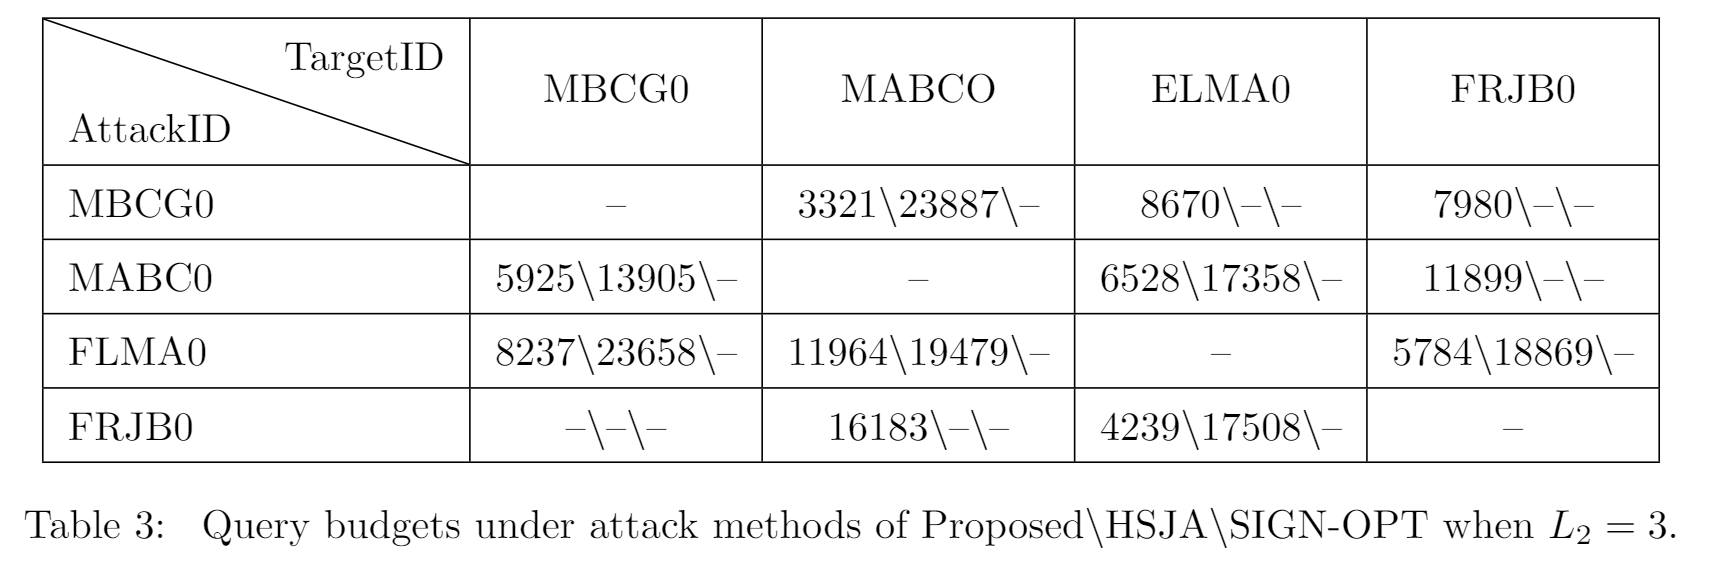 TargetID
AttackID
MBCG0 MABCO ELMA0 FRJB0
MBCG0 – 3321\23887\– 8670\–\– 7980\–\–
MABC0 5925\13905\– – 6528\17358\– 11899\–\–
FLMA0 8237\23658\– 11964\19479\– – 5784\18869\–
FRJB0 –\–\– 16183\–\– 4239\17508\– –
Table 3: Query budgets under attack methods of Proposed\HSJA\SIGN-OPT when L₂ = 3.